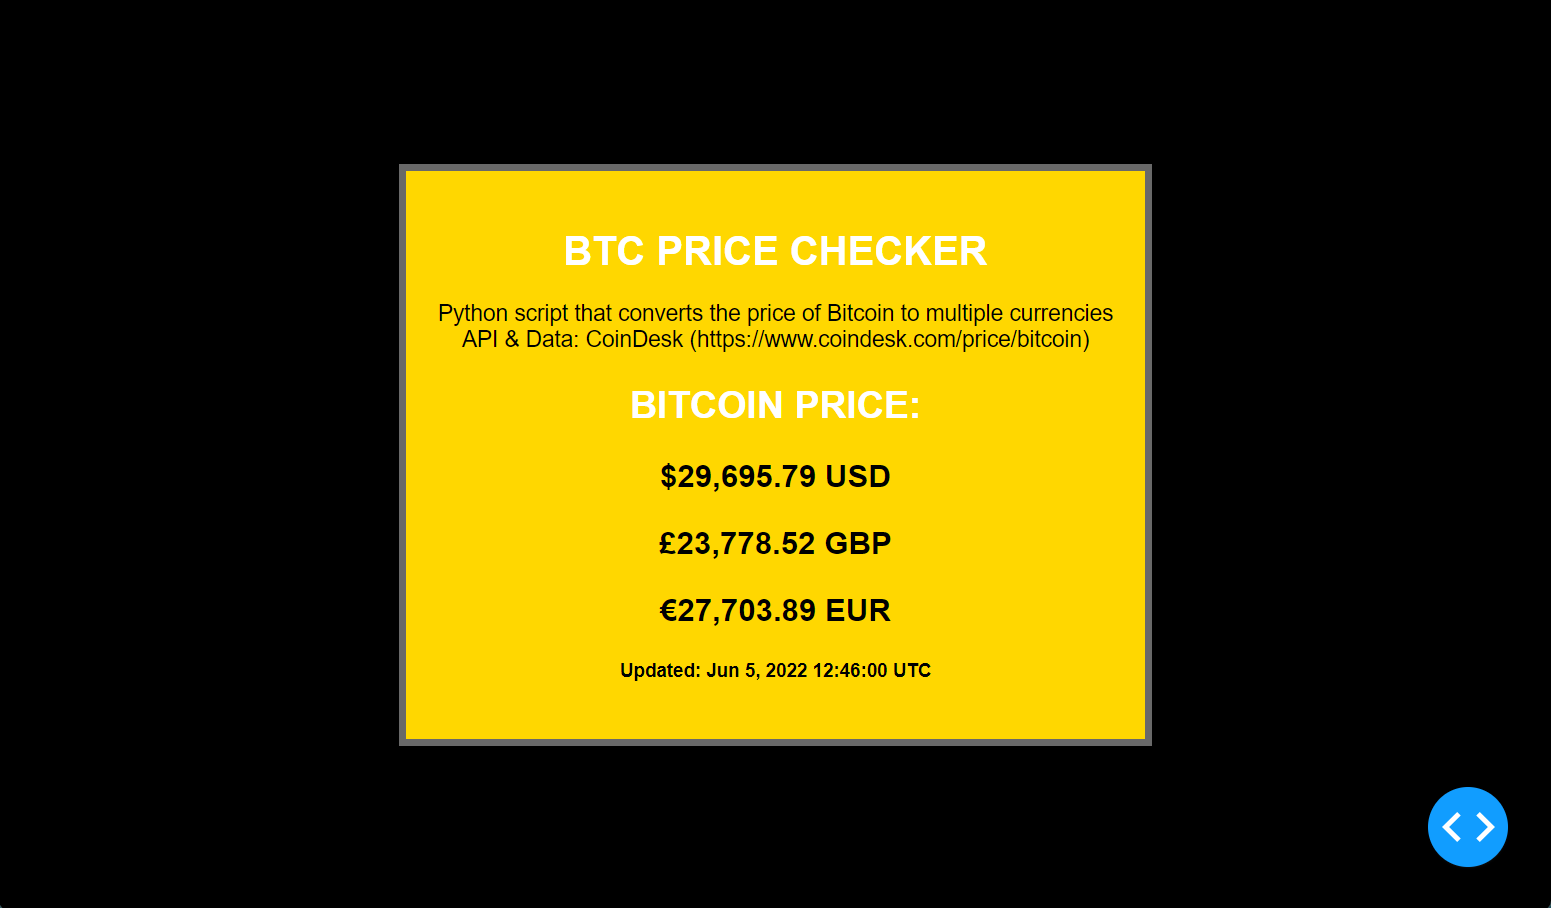 BTC PRICE CHECKER
Python script that converts the price of Bitcoin to multiple currencies
API & Data: CoinDesk (https://www.coindesk.com/price/bitcoin)
BITCOIN PRICE:
$29,695.79 USD
£23,778.52 GBP
€27,703.89 EUR
Updated: Jun 5, 2022 12:46:00 UTC